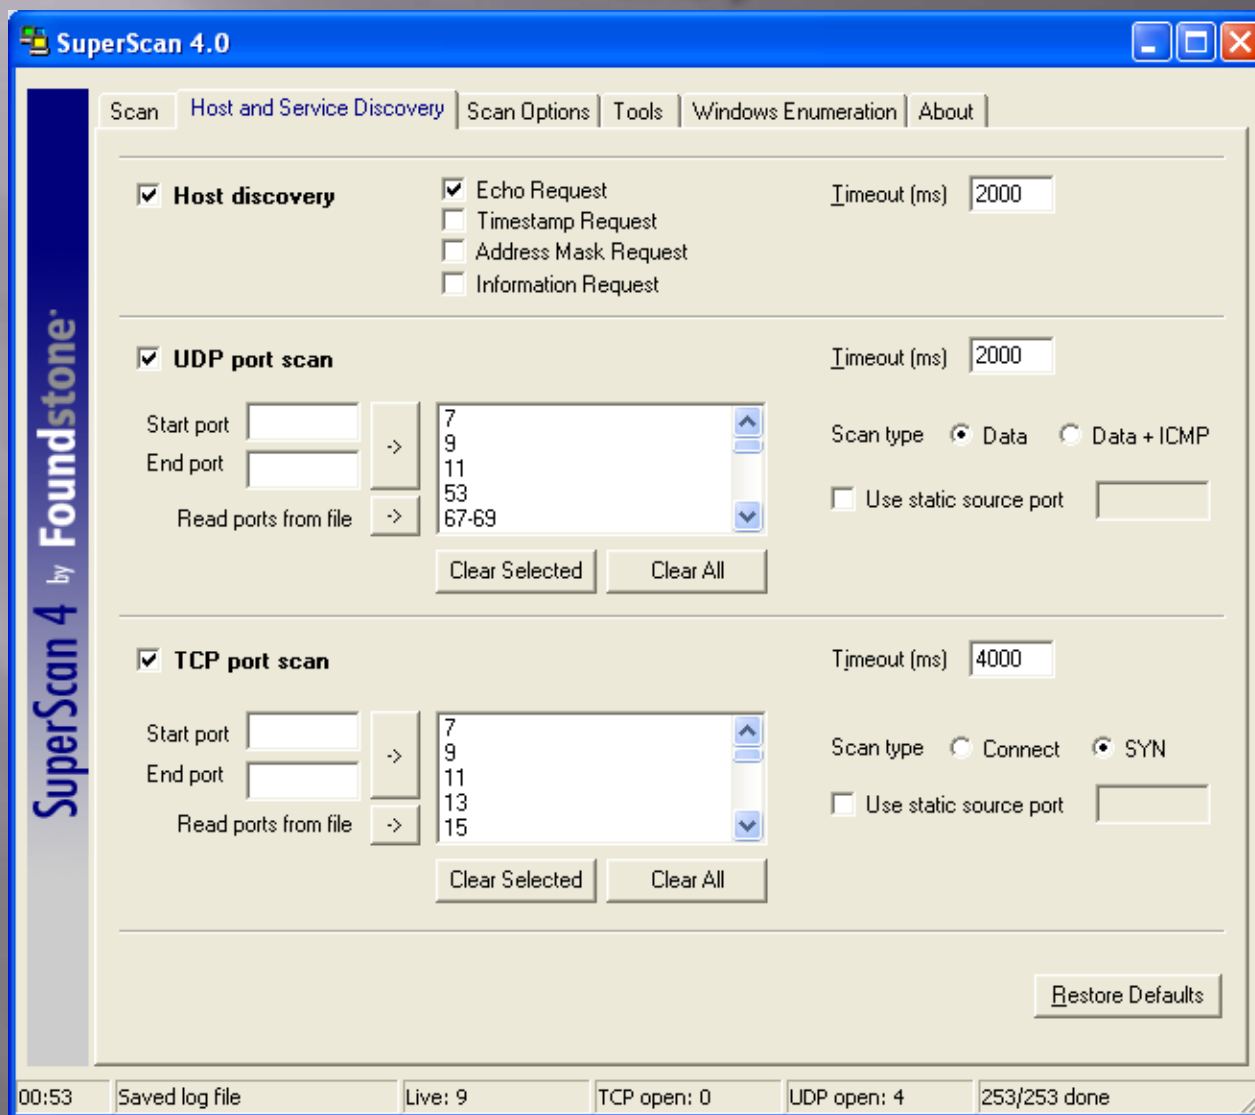 SuperScan 4.0
Scan Host and Service Discovery Scan Options Tools Windows Enumeration About
SuperScan 4 by Foundstone
Host discovery
Echo Request
Timestamp Request
Address Mask Request
Information Request
Timeout (ms) 2000
UDP port scan
Timeout (ms) 2000
Start port
End port
->
Read ports from file ->
7
9
11
53
67-69
Scan type Data Data + ICMP
Use static source port
Clear Selected Clear All
TCP port scan
Timeout (ms) 4000
Start port
End port
->
Read ports from file ->
7
9
11
13
15
Scan type Connect SYN
Use static source port
Clear Selected Clear All
Restore Defaults
00:53 Saved log file Live: 9 TCP open: 0 UDP open: 4 253/253 done